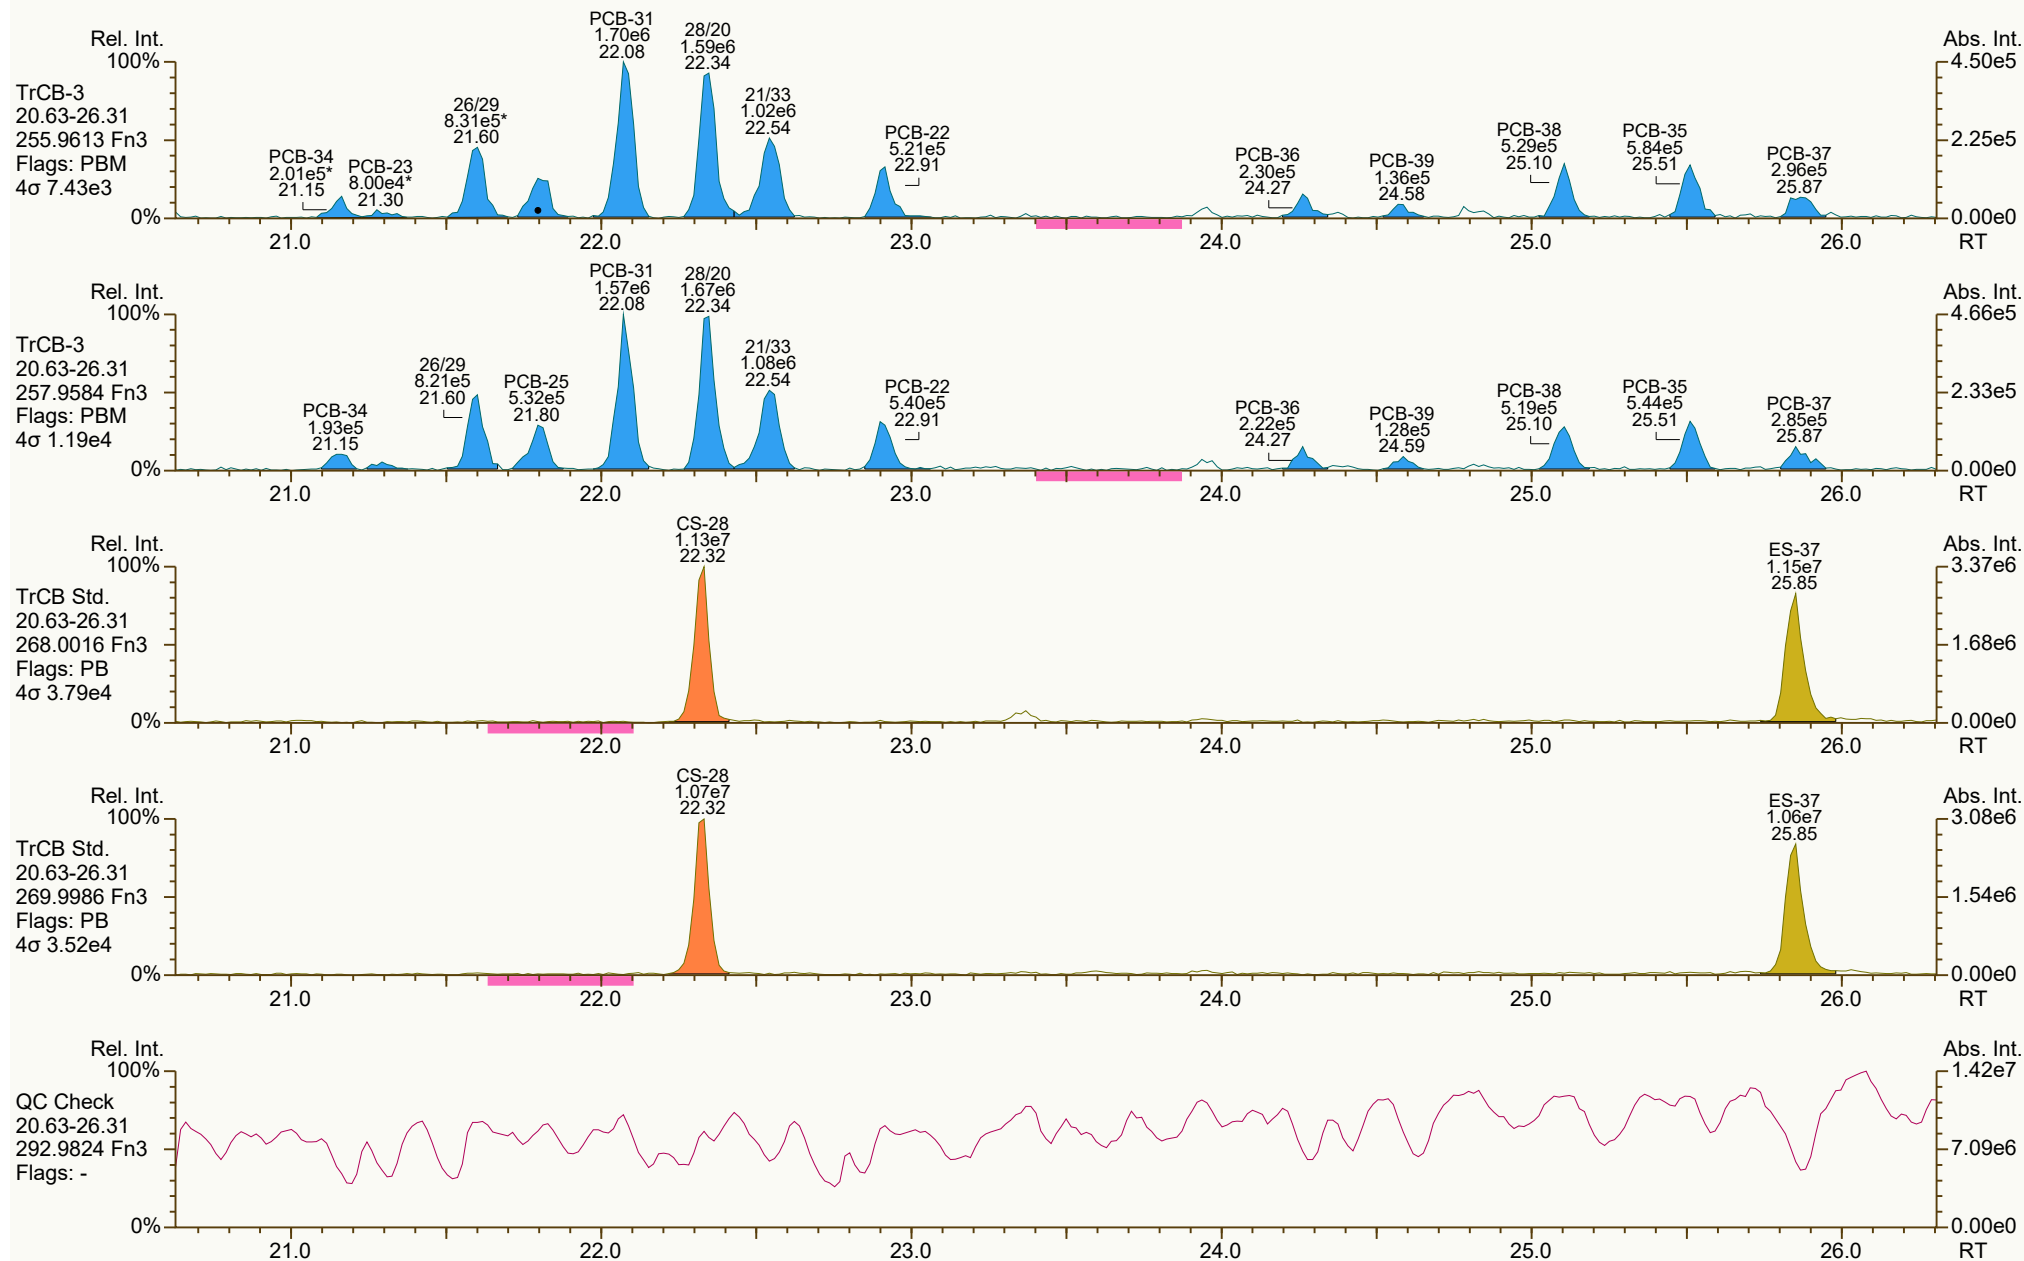 Rel. Int.
100%
0%
TrCB-3
20.63-26.31
255.9613 Fn3
Flags: PBM
4σ 7.43e3
PCB-34
2.01e5*
21.15
PCB-23
8.00e4*
21.30
26/29
8.31e5*
21.60
PCB-31
1.70e6
22.08
28/20
1.59e6
22.34
21/33
1.02e6
22.54
PCB-22
5.21e5
22.91
PCB-36
2.30e5
24.27
PCB-39
1.36e5
24.58
PCB-38
5.29e5
25.10
PCB-35
5.84e5
25.51
PCB-37
2.96e5
25.87
Abs. Int.
4.50e5
2.25e5
0.00e0
21.0 22.0 23.0 24.0 25.0 26.0 RT
Rel. Int.
100%
0%
TrCB-3
20.63-26.31
257.9584 Fn3
Flags: PBM
4σ 1.19e4
PCB-34
1.93e5
21.15
26/29
8.21e5
21.60
PCB-25
5.32e5
21.80
PCB-31
1.57e6
22.08
28/20
1.67e6
22.34
21/33
1.08e6
22.54
PCB-22
5.40e5
22.91
PCB-36
2.22e5
24.27
PCB-39
1.28e5
24.59
PCB-38
5.19e5
25.10
PCB-35
5.44e5
25.51
PCB-37
2.85e5
25.87
Abs. Int.
4.66e5
2.33e5
0.00e0
21.0 22.0 23.0 24.0 25.0 26.0 RT
Rel. Int.
100%
0%
TrCB Std.
20.63-26.31
268.0016 Fn3
Flags: PB
4σ 3.79e4
CS-28
1.13e7
22.32
ES-37
1.15e7
25.85
Abs. Int.
3.37e6
1.68e6
0.00e0
21.0 22.0 23.0 24.0 25.0 26.0 RT
Rel. Int.
100%
0%
TrCB Std.
20.63-26.31
269.9986 Fn3
Flags: PB
4σ 3.52e4
CS-28
1.07e7
22.32
ES-37
1.06e7
25.85
Abs. Int.
3.08e6
1.54e6
0.00e0
21.0 22.0 23.0 24.0 25.0 26.0 RT
Rel. Int.
100%
0%
QC Check
20.63-26.31
292.9824 Fn3
Flags: -
Abs. Int.
1.42e7
7.09e6
0.00e0
21.0 22.0 23.0 24.0 25.0 26.0 RT